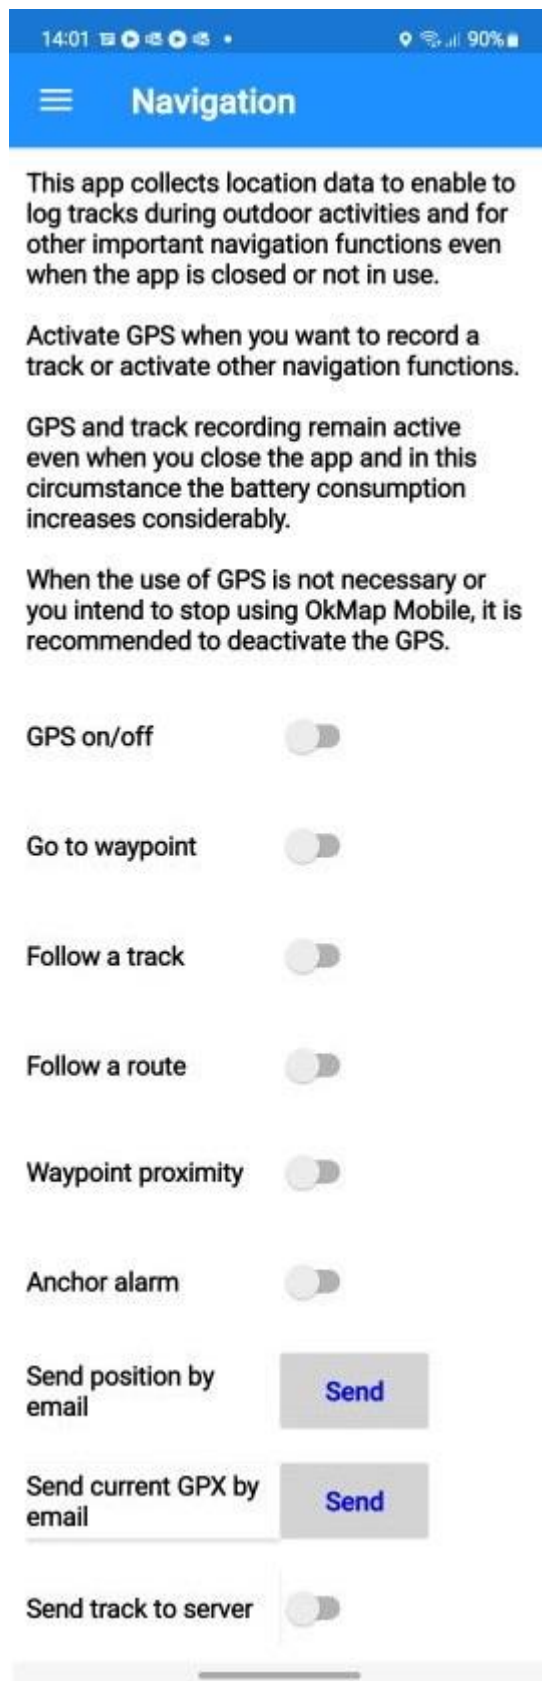 14:01
90%
Navigation
This app collects location data to enable to
log tracks during outdoor activities and for
other important navigation functions even
when the app is closed or not in use.
Activate GPS when you want to record a
track or activate other navigation functions.
GPS and track recording remain active
even when you close the app and in this
circumstance the battery consumption
increases considerably.
When the use of GPS is not necessary or
you intend to stop using OkMap Mobile, it is
recommended to deactivate the GPS.
GPS on/off
Go to waypoint
Follow a track
Follow a route
Waypoint proximity
Anchor alarm
Send position by
email
Send
Send current GPX by
email
Send
Send track to server